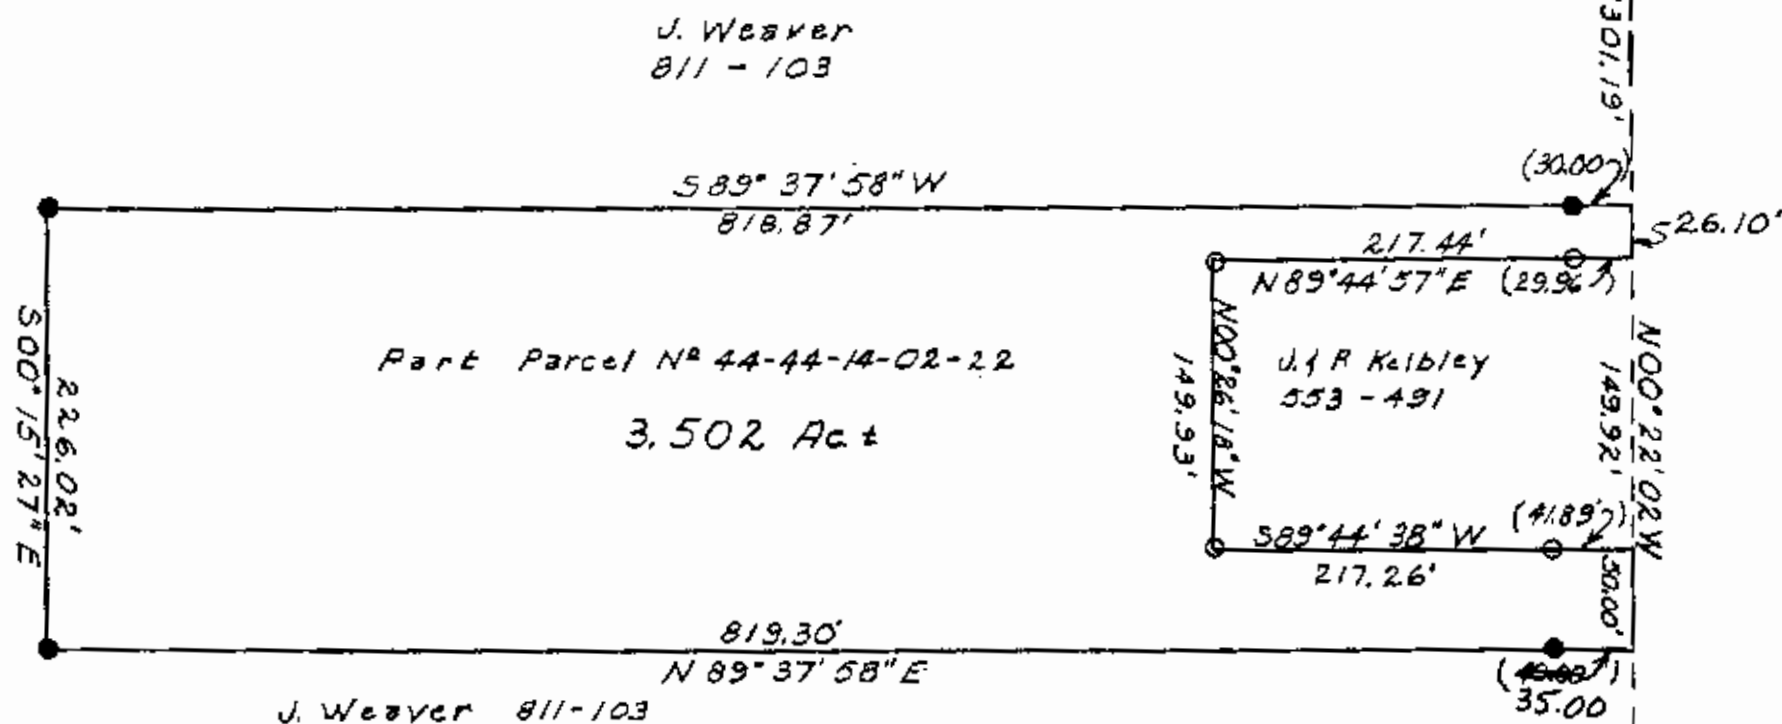 J. Weaver
811 - 103
301.19'
(30.00)
S 89° 37' 58" W
818.87'
26.10'
217.44'
N 89° 44' 57" E (29.96)
S 00° 15' 27" E
226.02'
Part Parcel Nº 44-44-14-02-22
3.502 Ac ±
N 00° 26' 18" W
149.93'
J. & R Kelbley
553 - 491
149.92'
N 00° 22' 02 W
(41.89')
S 89° 44' 38" W
217.26'
50.00'
819.30'
N 89° 37' 58" E
35.00
J. Weaver 811-103